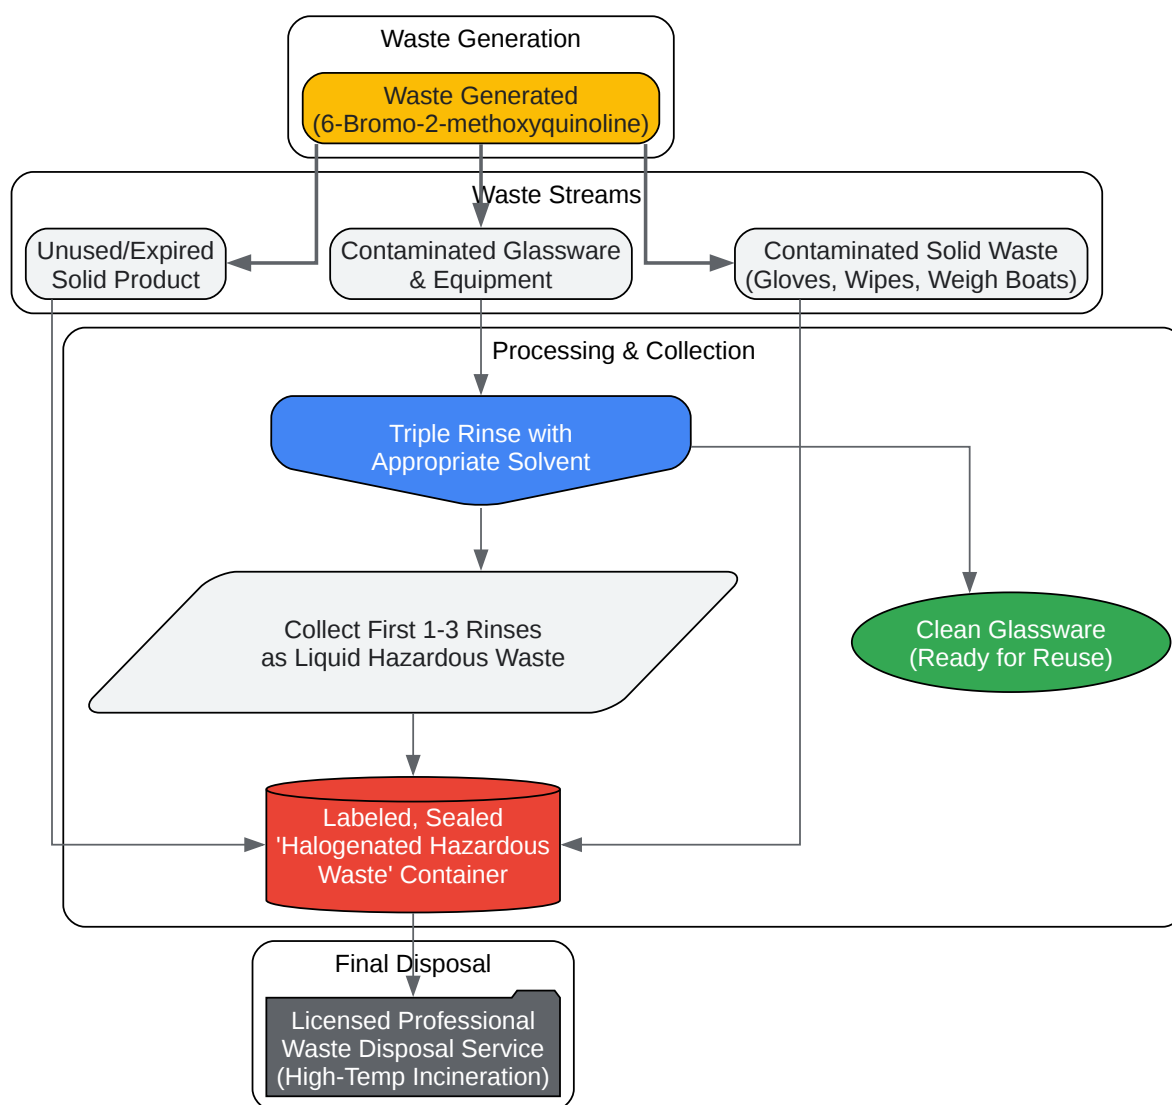 Waste Generation
Waste Generated
(6-Bromo-2-methoxyquinoline)
Waste Streams
Unused/Expired
Solid Product
Contaminated Glassware
& Equipment
Contaminated Solid Waste
(Gloves, Wipes, Weigh Boats)
Processing & Collection
Triple Rinse with
Appropriate Solvent
Collect First 1-3 Rinses
as Liquid Hazardous Waste
Clean Glassware
(Ready for Reuse)
Labeled, Sealed
'Halogenated Hazardous
Waste' Container
Final Disposal
Licensed Professional
Waste Disposal Service
(High-Temp Incineration)